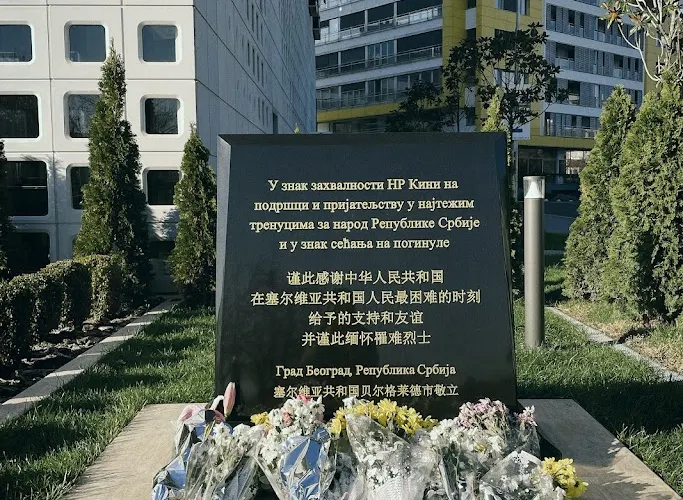 У знак захвалности НР Кини на
подршци и пријатељству у најтежим
тренуцима за народ Републике Србије
и у знак сећања на погинуле
谨此感谢中华人民共和国
在塞尔维亚共和国人民最困难的时刻
给予的支持和友谊
并谨此缅怀罹难烈士
Град Београд, Република Србија
塞尔维亚共和国贝尔格莱德市敬立